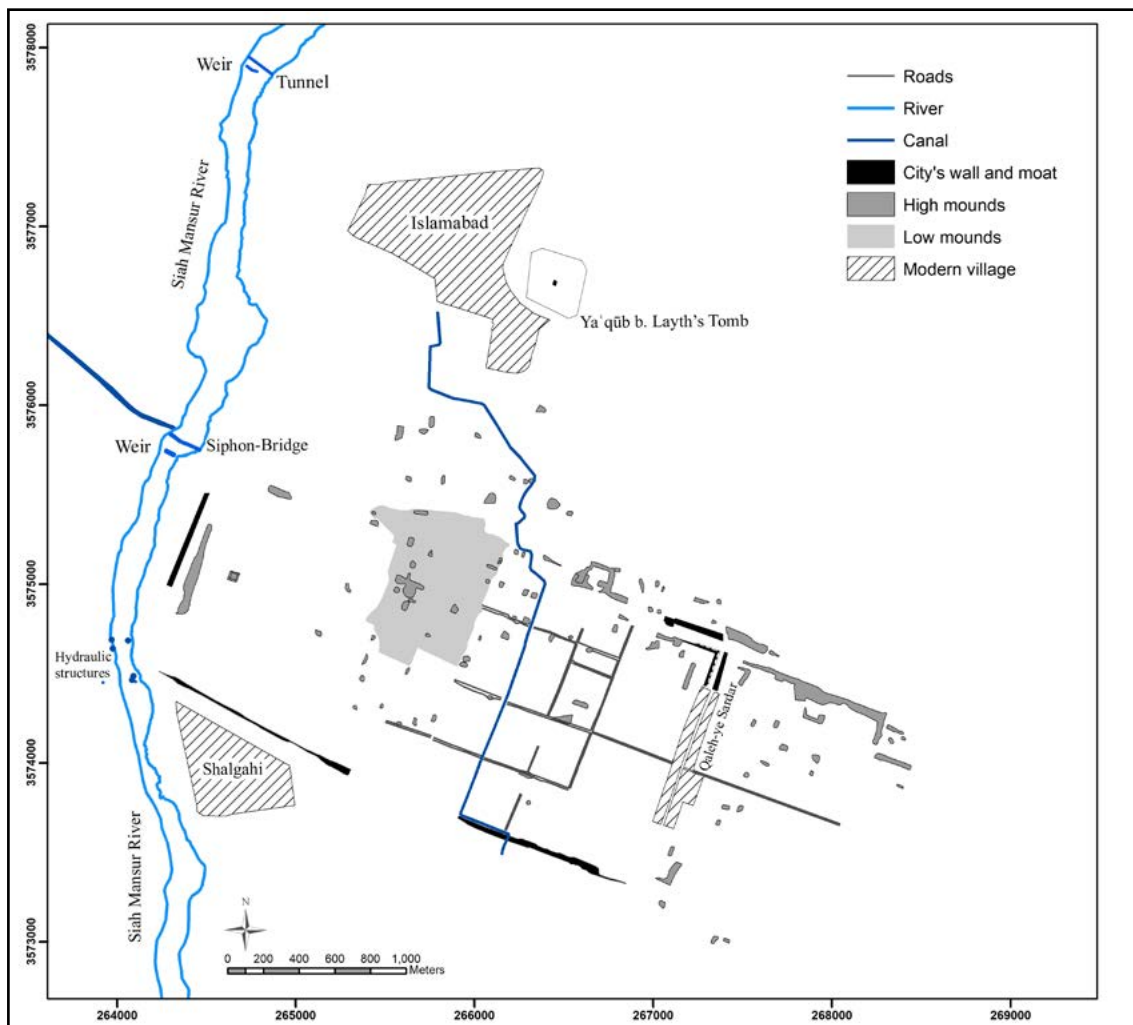 Weir
Tunnel
Siah Mansur River
Islamabad
Yaʿqūb b. Layth's Tomb
Weir
Siphon-Bridge
Hydraulic
structures
Shalgahi
Qaleh-ye Sardar
Siah Mansur River
Roads
River
Canal
City's wall and moat
High mounds
Low mounds
Modern village
N
0 200 400 600 800 1,000
Meters
3578000
3577000
3576000
3575000
3574000
3573000
264000 265000 266000 267000 268000 269000